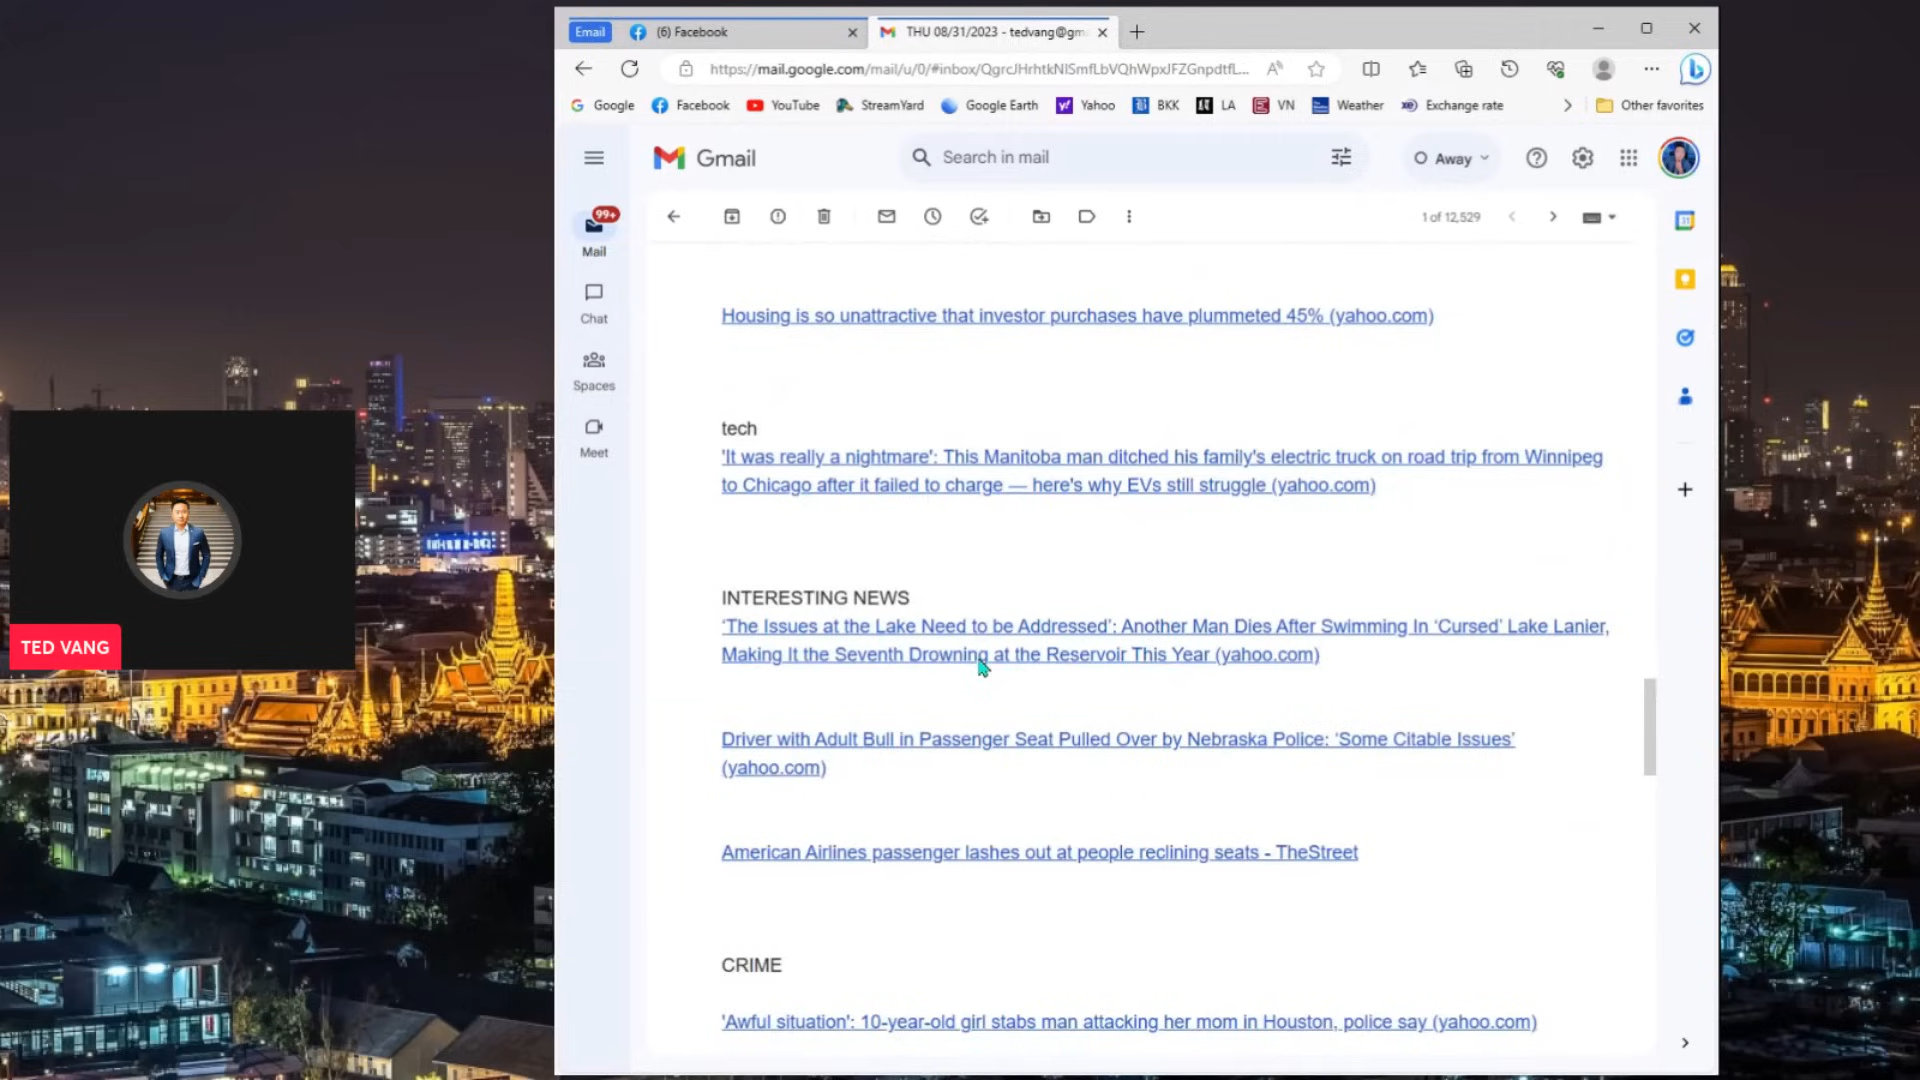 Email
(6) Facebook
THU 08/31/2023 - tedvang@gm
https://mail.google.com/mail/u/0/#inbox/QgrcJHrhtkNlSmfLbVQhWpxJFZGnpdtfL...
Google
Facebook
YouTube
StreamYard
Google Earth
Yahoo
BKK
LA
VN
Weather
Exchange rate
Other favorites
Gmail
Search in mail
Away
99+
Mail
1 of 12,529
Chat
Spaces
Meet
Housing is so unattractive that investor purchases have plummeted 45% (yahoo.com)
tech
'It was really a nightmare': This Manitoba man ditched his family's electric truck on road trip from Winnipeg
to Chicago after it failed to charge — here's why EVs still struggle (yahoo.com)
INTERESTING NEWS
‘The Issues at the Lake Need to be Addressed’: Another Man Dies After Swimming In ‘Cursed’ Lake Lanier,
Making It the Seventh Drowning at the Reservoir This Year (yahoo.com)
Driver with Adult Bull in Passenger Seat Pulled Over by Nebraska Police: ‘Some Citable Issues’
(yahoo.com)
American Airlines passenger lashes out at people reclining seats - TheStreet
CRIME
'Awful situation': 10-year-old girl stabs man attacking her mom in Houston, police say (yahoo.com)
TED VANG